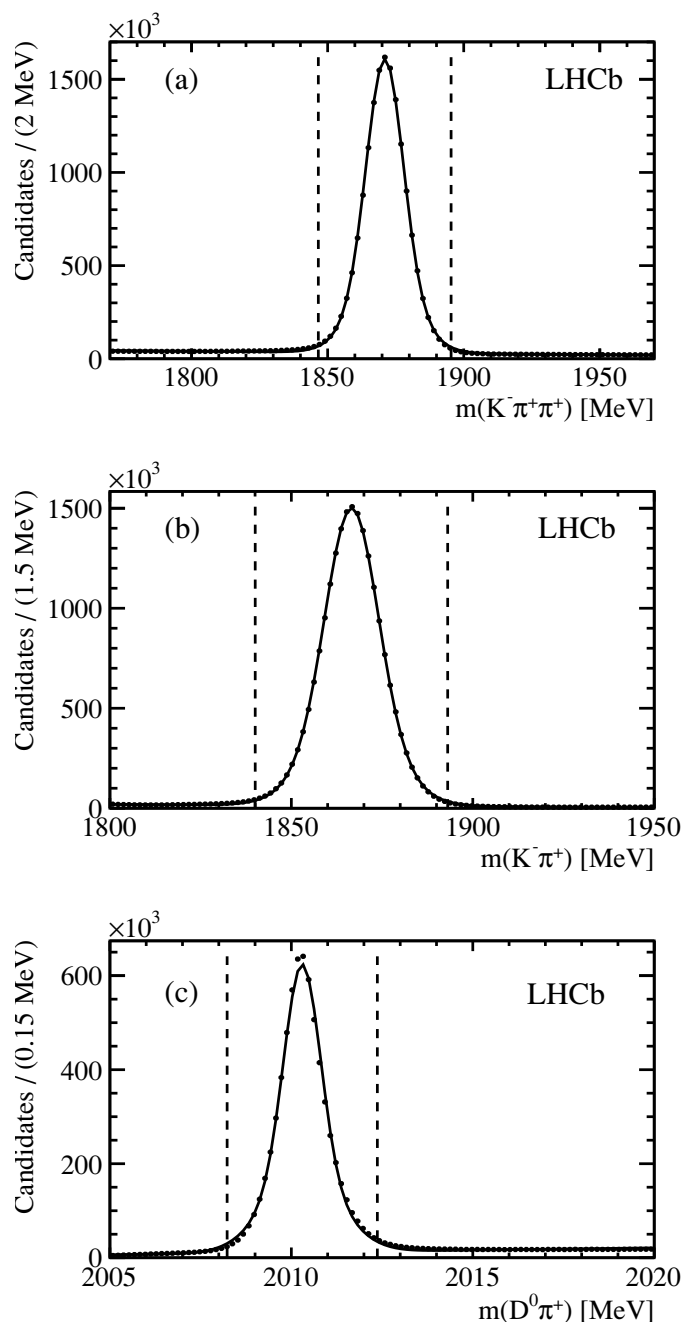 ×10³
(a) LHCb
Candidates / (2 MeV)
1500
1000
500
0
1800 1850 1900 1950
m(K⁻π⁺π⁺) [MeV]
×10³
(b) LHCb
Candidates / (1.5 MeV)
1500
1000
500
0
1800 1850 1900 1950
m(K⁻π⁺) [MeV]
×10³
(c) LHCb
Candidates / (0.15 MeV)
600
400
200
0
2005 2010 2015 2020
m(D⁰π⁺) [MeV]